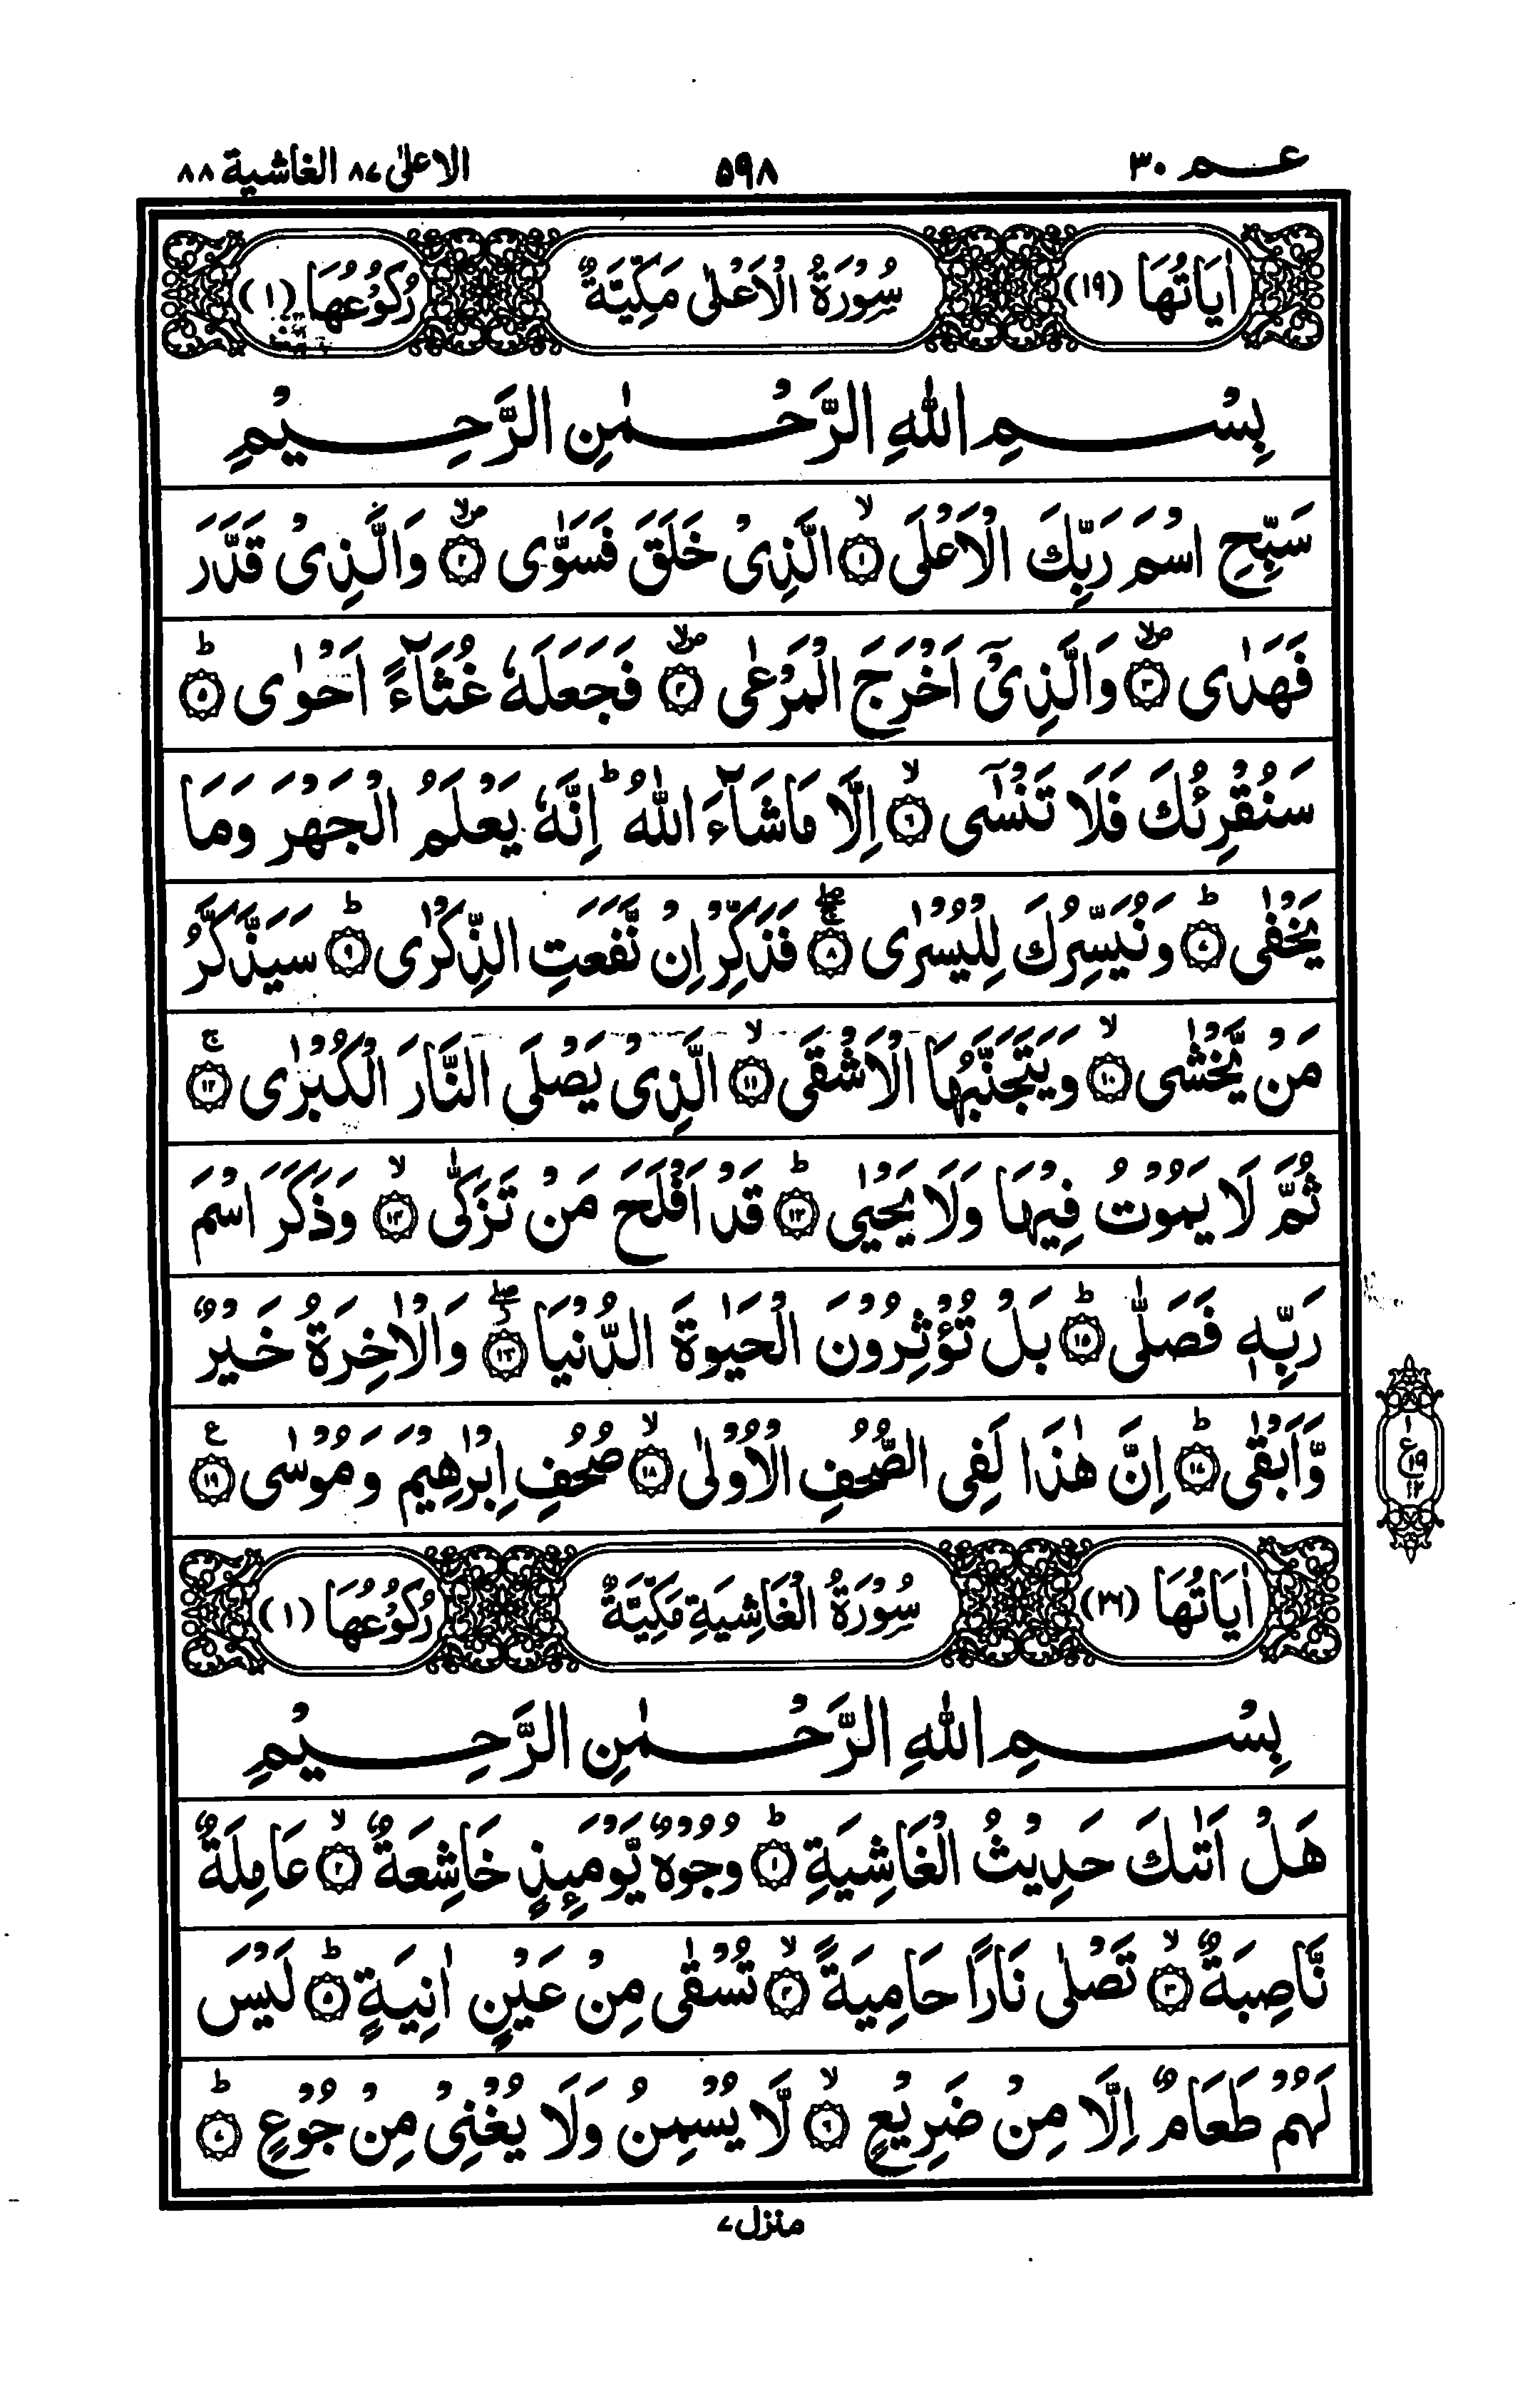 عم ٣٠
٥٩٨
الاعلىٰ ٨٧ الغاشية ٨٨
اٰيَاتُهَا (١٩) سُوْرَةُ الْاَعْلٰى مَكِّيَّةٌ رُكُوْعُهَا (١)
بِسْمِ اللّٰهِ الرَّحْمٰنِ الرَّحِيْمِ
سَبِّحِ اسْمَ رَبِّكَ الْاَعْلَى ۙ‏﴿١﴾ الَّذِىْ خَلَقَ فَسَوّٰى ۪ۙ‏﴿٢﴾ وَالَّذِىْ قَدَّرَ
فَهَدٰى ۪ۙ‏﴿٣﴾ وَالَّذِىْٓ اَخْرَجَ الْمَرْعٰى ۪ۙ‏﴿٤﴾ فَجَعَلَهٗ غُثَآءً اَحْوٰى ؕ‏﴿٥﴾
سَنُقْرِئُكَ فَلَا تَنْسٰٓى ۙ‏﴿٦﴾ اِلَّا مَا شَآءَ اللّٰهُ ؕ اِنَّهٗ يَعْلَمُ الْجَهْرَ وَمَا
يَخْفٰى ؕ‏﴿٧﴾ وَنُيَسِّرُكَ لِلْيُسْرٰى ۖۚ‏﴿٨﴾ فَذَكِّرْ اِنْ نَّفَعَتِ الذِّكْرٰى ؕ‏﴿٩﴾ سَيَذَّكَّرُ
مَنْ يَّخْشٰى ۙ‏﴿١٠﴾ وَيَتَجَنَّبُهَا الْاَشْقَى ۙ‏﴿١١﴾ الَّذِىْ يَصْلَى النَّارَ الْكُبْرٰى ۚ‏﴿١٢﴾
ثُمَّ لَا يَمُوْتُ فِيْهَا وَلَا يَحْيٰى ؕ‏﴿١٣﴾ قَدْ اَفْلَحَ مَنْ تَزَكّٰى ۙ‏﴿١٤﴾ وَذَكَرَ اسْمَ
رَبِّهٖ فَصَلّٰى ؕ‏﴿١٥﴾ بَلْ تُؤْثِرُوْنَ الْحَيٰوةَ الدُّنْيَا ۖ‏﴿١٦﴾ وَالْاٰخِرَةُ خَيْرٌ
وَّاَبْقٰى ؕ‏﴿١٧﴾ اِنَّ هٰذَا لَفِى الصُّحُفِ الْاُوْلٰى ۙ‏﴿١٨﴾ صُحُفِ اِبْرٰهِيْمَ وَمُوْسٰى ع﴿١٩﴾
١ ع ١٩ ١٢
اٰيَاتُهَا (٢٦) سُوْرَةُ الْغَاشِيَةِ مَكِّيَّةٌ رُكُوْعُهَا (١)
بِسْمِ اللّٰهِ الرَّحْمٰنِ الرَّحِيْمِ
هَلْ اَتٰىكَ حَدِيْثُ الْغَاشِيَةِ ؕ‏﴿١﴾ وُجُوْهٌ يَّوْمَئِذٍ خَاشِعَةٌ ۙ‏﴿٢﴾ عَامِلَةٌ
نَّاصِبَةٌ ۙ‏﴿٣﴾ تَصْلٰى نَارًا حَامِيَةً ۙ‏﴿٤﴾ تُسْقٰى مِنْ عَيْنٍ اٰنِيَةٍ ؕ‏﴿٥﴾ لَيْسَ
لَهُمْ طَعَامٌ اِلَّا مِنْ ضَرِيْعٍ ۙ‏﴿٦﴾ لَّا يُسْمِنُ وَلَا يُغْنِىْ مِنْ جُوْعٍ ؕ‏﴿٧﴾
منزل ٧